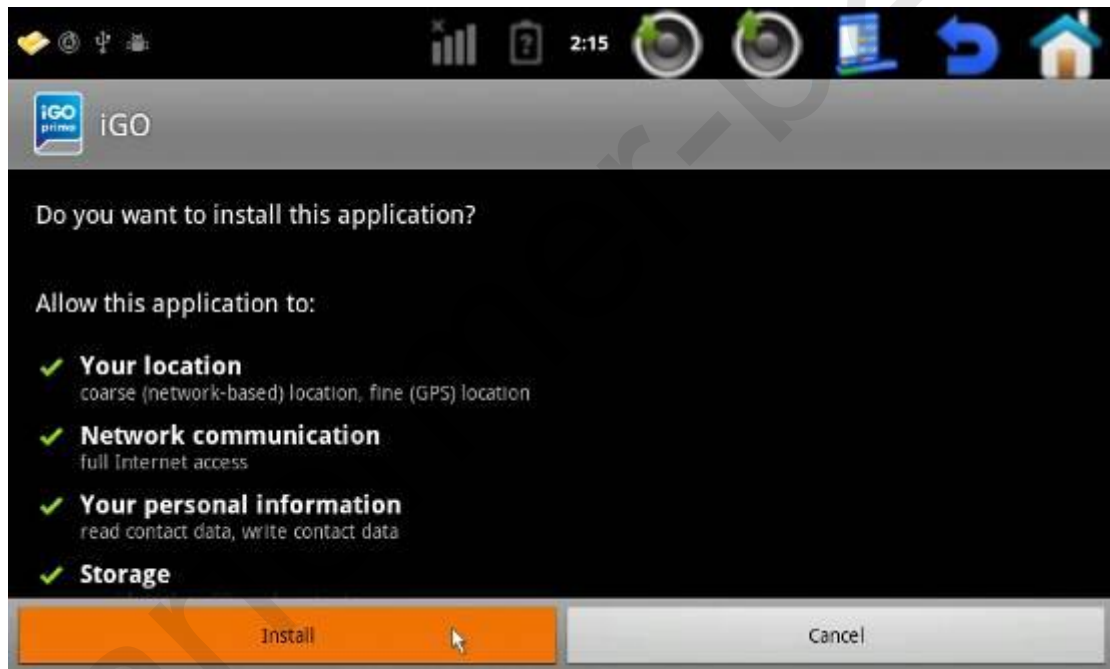 2:15
iGO
primo
iGO
Do you want to install this application?
Allow this application to:
Your location
coarse (network-based) location, fine (GPS) location
Network communication
full Internet access
Your personal information
read contact data, write contact data
Storage
Install
Cancel